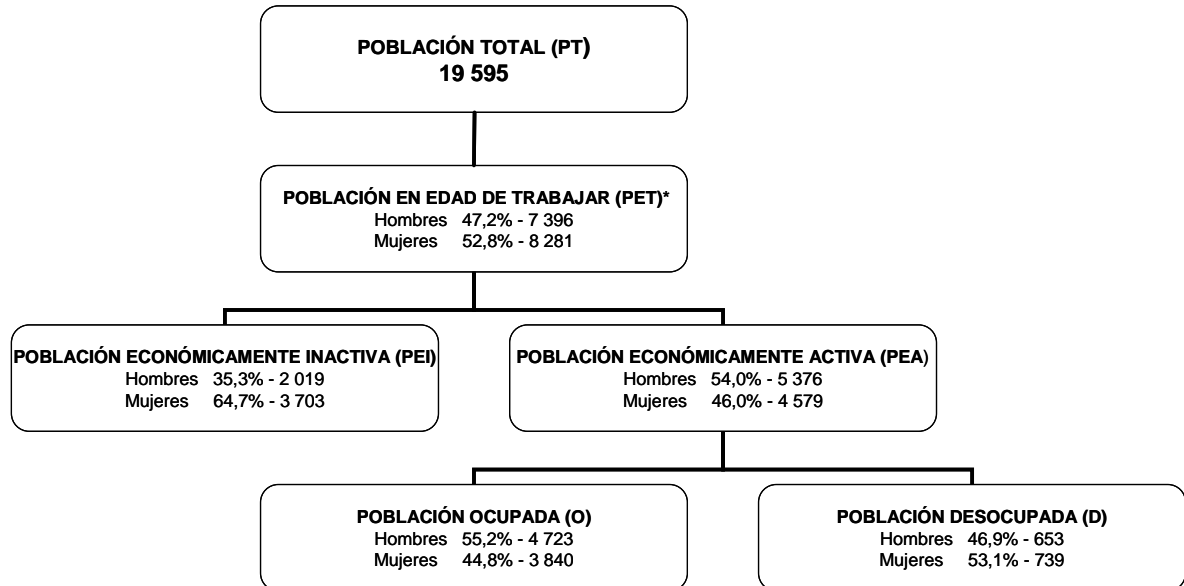 POBLACIÓN TOTAL (PT)
19 595
POBLACIÓN EN EDAD DE TRABAJAR (PET)*
Hombres 47,2% - 7 396
Mujeres 52,8% - 8 281
POBLACIÓN ECONÓMICAMENTE INACTIVA (PEI)
Hombres 35,3% - 2 019
Mujeres 64,7% - 3 703
POBLACIÓN ECONÓMICAMENTE ACTIVA (PEA)
Hombres 54,0% - 5 376
Mujeres 46,0% - 4 579
POBLACIÓN OCUPADA (O)
Hombres 55,2% - 4 723
Mujeres 44,8% - 3 840
POBLACIÓN DESOCUPADA (D)
Hombres 46,9% - 653
Mujeres 53,1% - 739